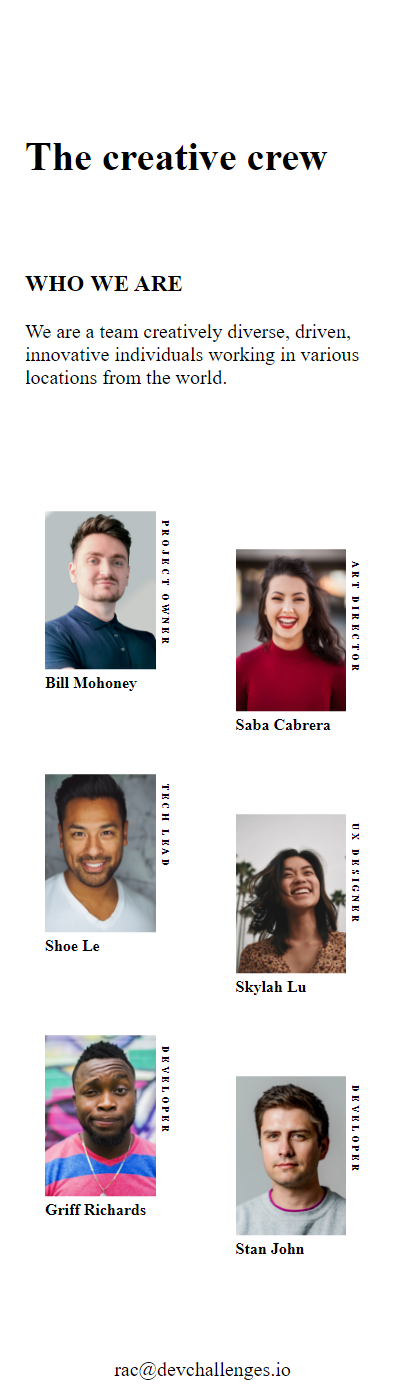 The creative crew
WHO WE ARE
We are a team creatively diverse, driven,
innovative individuals working in various
locations from the world.
PROJECT OWNER
Bill Mohoney
ART DIRECTOR
Saba Cabrera
TECH LEAD
Shoe Le
UX DESIGNER
Skylah Lu
DEVELOPER
Griff Richards
DEVELOPER
Stan John
rac@devchallenges.io